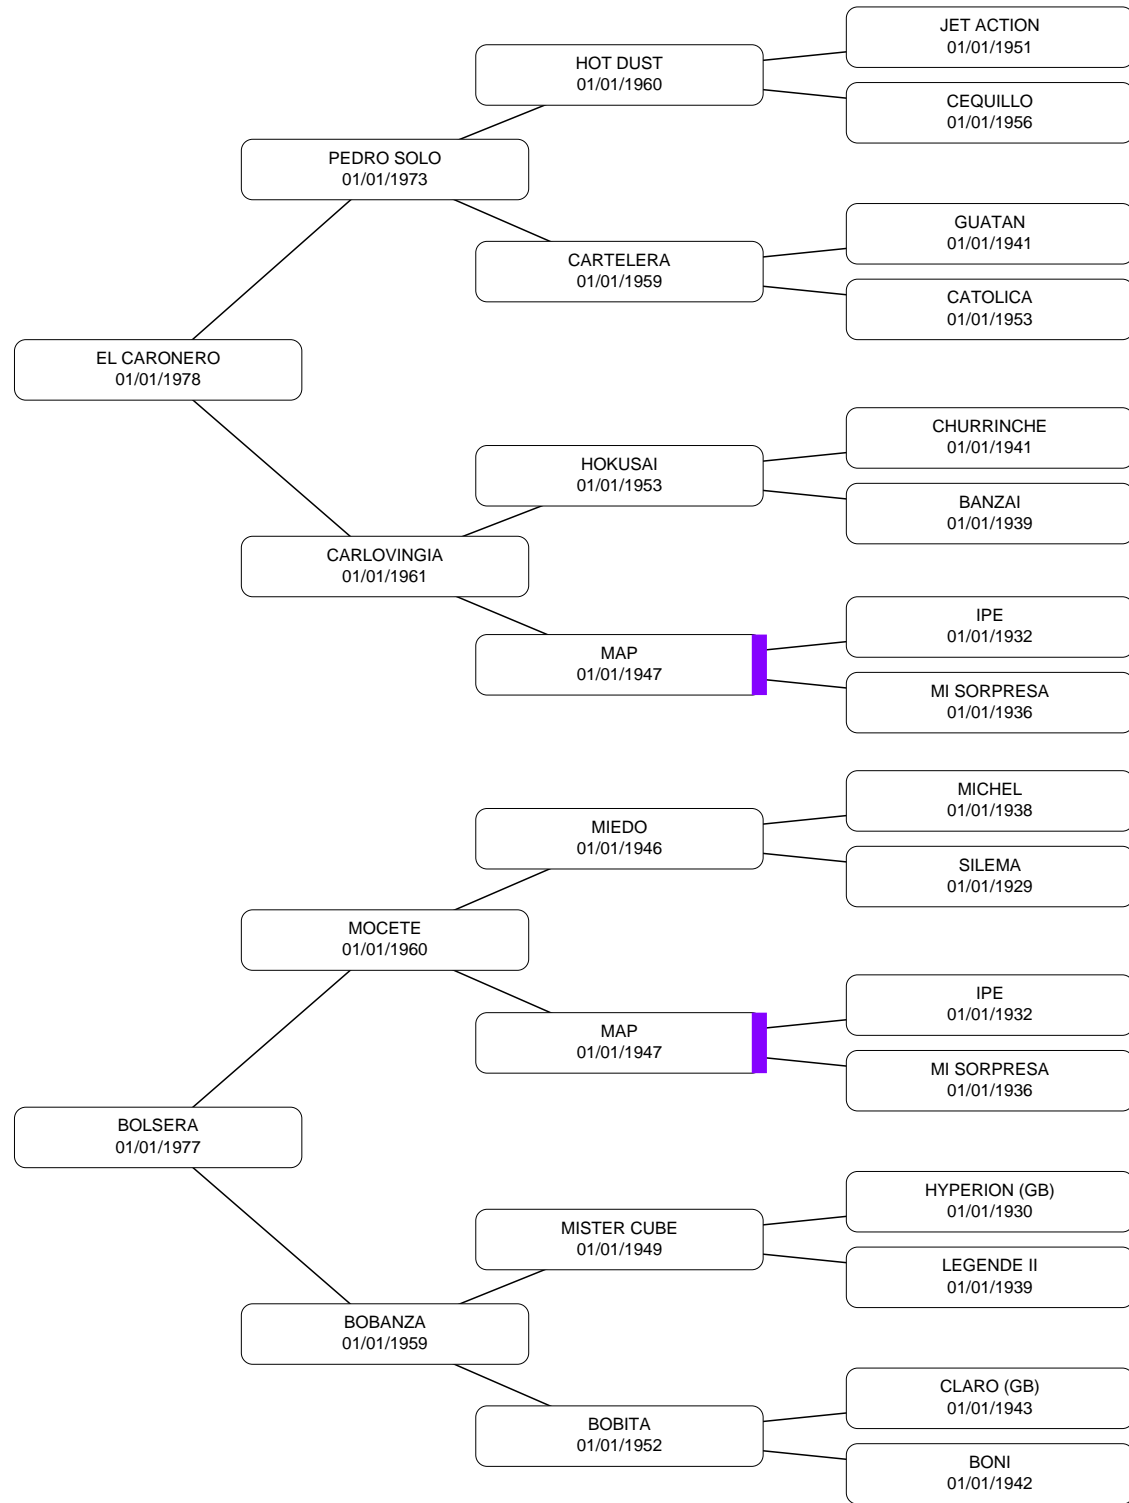 JET ACTION
01/01/1951
HOT DUST
01/01/1960
CEQUILLO
01/01/1956
PEDRO SOLO
01/01/1973
GUATAN
01/01/1941
CARTELERA
01/01/1959
CATOLICA
01/01/1953
EL CARONERO
01/01/1978
CHURRINCHE
01/01/1941
HOKUSAI
01/01/1953
BANZAI
01/01/1939
CARLOVINGIA
01/01/1961
IPE
01/01/1932
MAP
01/01/1947
MI SORPRESA
01/01/1936
MICHEL
01/01/1938
MIEDO
01/01/1946
SILEMA
01/01/1929
MOCETE
01/01/1960
IPE
01/01/1932
MAP
01/01/1947
MI SORPRESA
01/01/1936
BOLSERA
01/01/1977
HYPERION (GB)
01/01/1930
MISTER CUBE
01/01/1949
LEGENDE II
01/01/1939
BOBANZA
01/01/1959
CLARO (GB)
01/01/1943
BOBITA
01/01/1952
BONI
01/01/1942